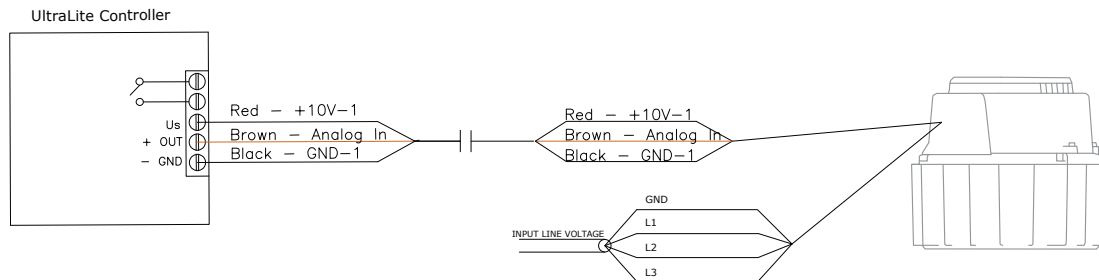 UltraLite Controller
Us
+ OUT
- GND
Red - +10V-1
Brown - Analog In
Black - GND-1
Red - +10V-1
Brown - Analog In
Black - GND-1
INPUT LINE VOLTAGE
GND
L1
L2
L3